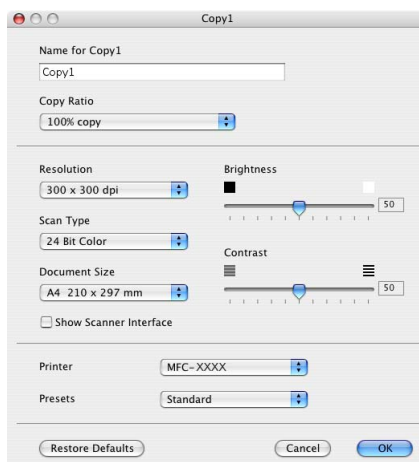 Copy1
Name for Copy1
Copy1
Copy Ratio
100% copy
Resolution
300 x 300 dpi
Scan Type
24 Bit Color
Document Size
A4 210 x 297 mm
Show Scanner Interface
Brightness
50
Contrast
50
Printer
MFC-XXXX
Presets
Standard
Restore Defaults
Cancel
OK